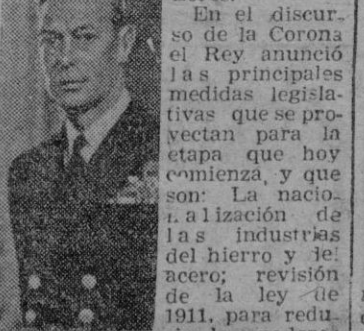 En el discur-
so de la Corona
el Rey anunció
las principales
medidas legisla-
tivas que se pro-
yectan para la
etapa que hoy
comienza, y que
son: La nacio-
nalización de
las industrias
del hierro y del
acero; revisión
de la ley de
1911, para redu-